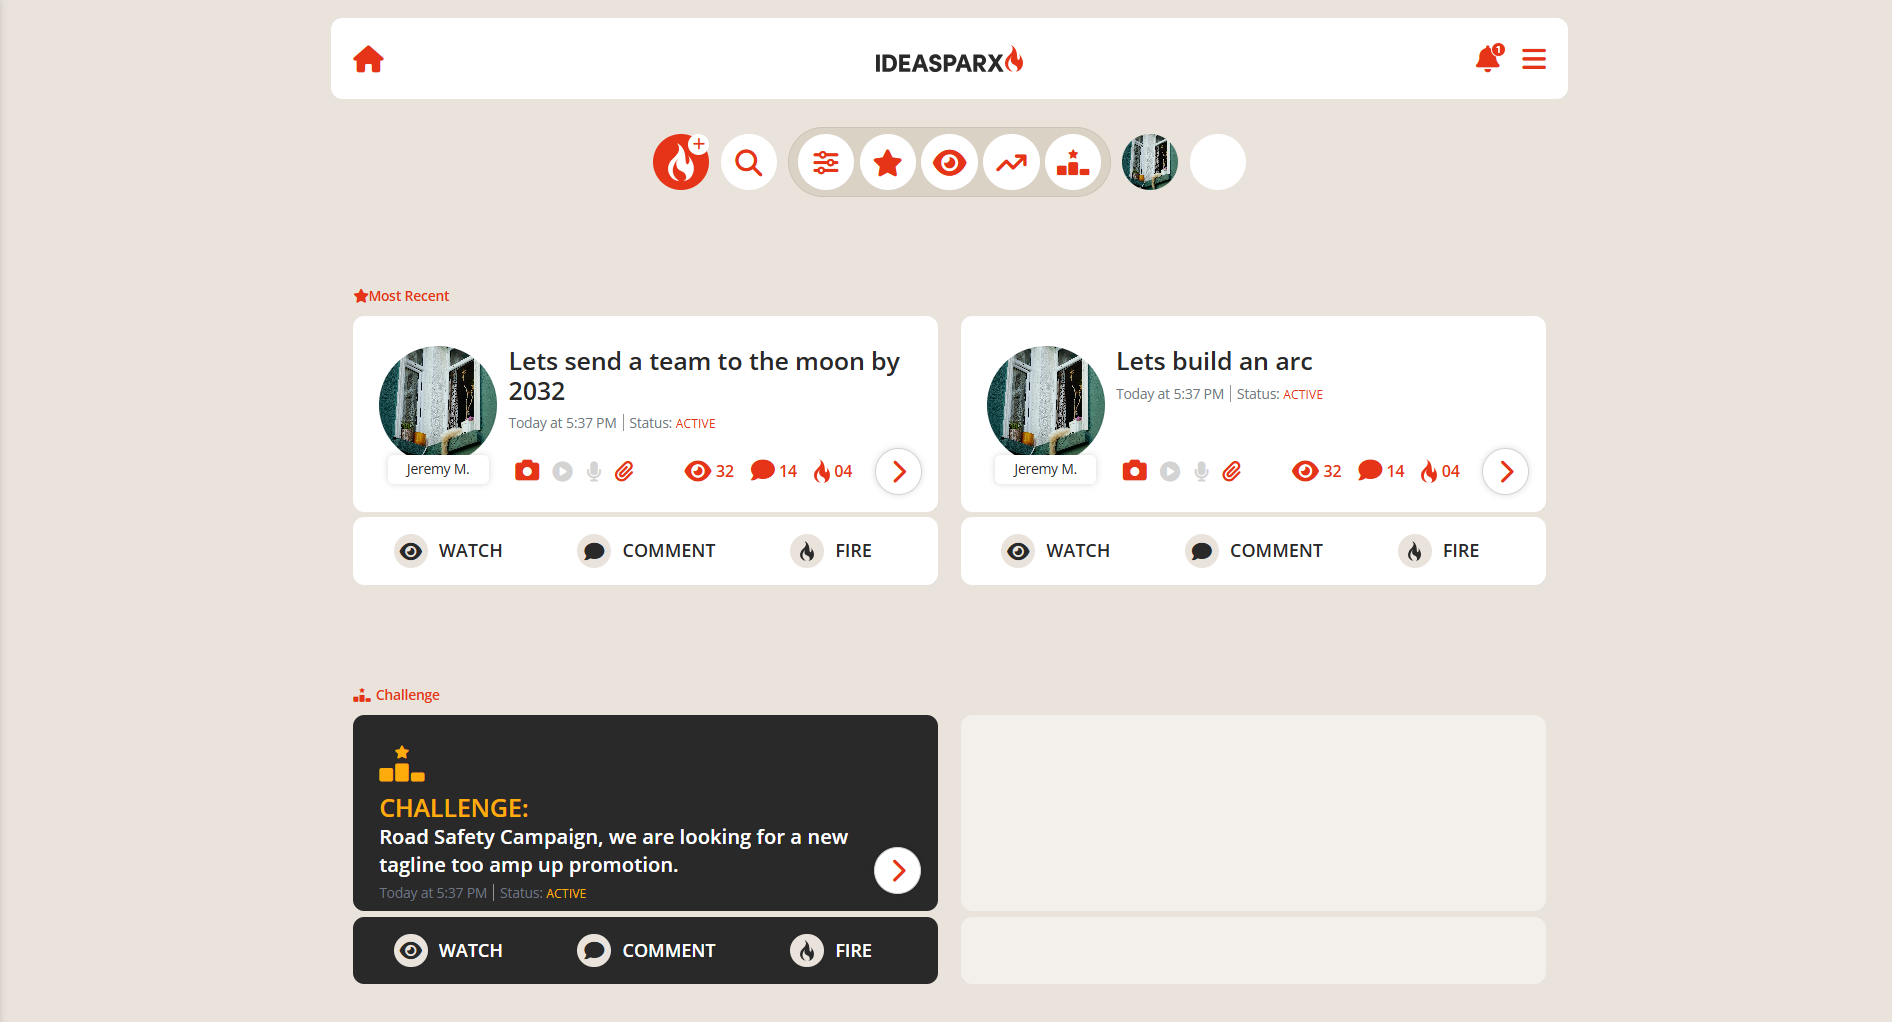 IDEASPARX
1
Most Recent
Lets send a team to the moon by
2032
Today at 5:37 PM | Status: ACTIVE
Jeremy M.
32 14 04
WATCH COMMENT FIRE
Lets build an arc
Today at 5:37 PM | Status: ACTIVE
Jeremy M.
32 14 04
WATCH COMMENT FIRE
Challenge
CHALLENGE:
Road Safety Campaign, we are looking for a new
tagline too amp up promotion.
Today at 5:37 PM | Status: ACTIVE
WATCH COMMENT FIRE